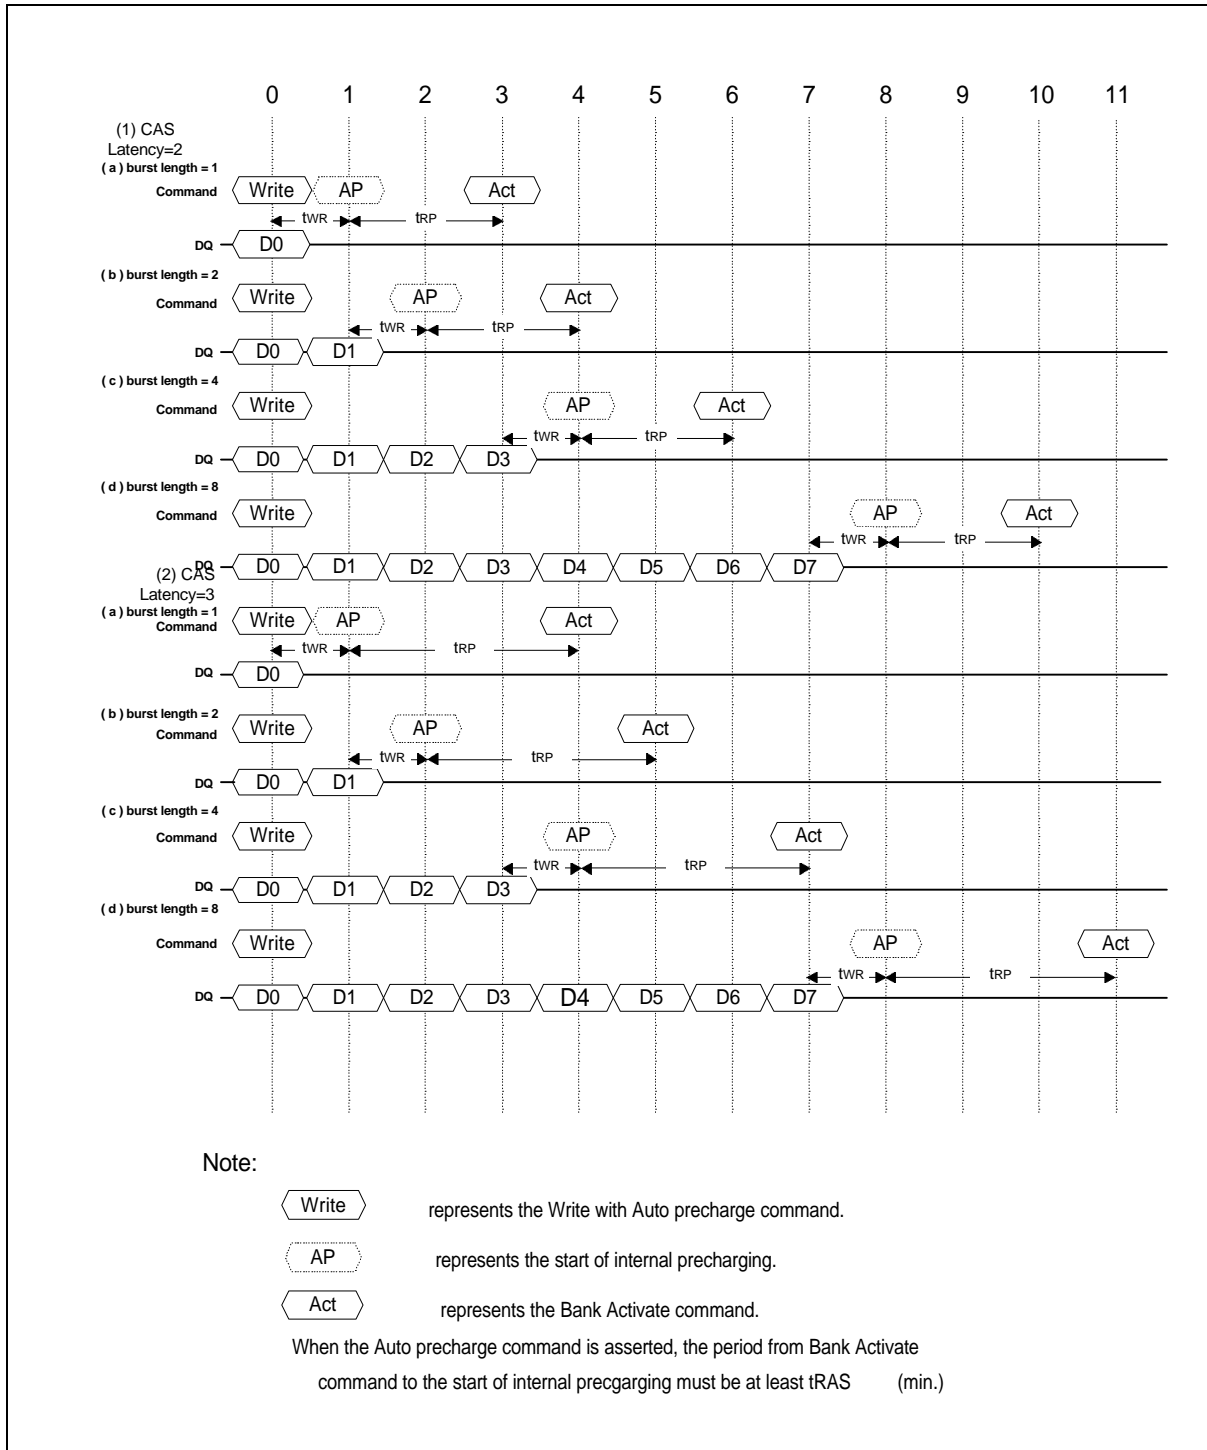 0 1 2 3 4 5 6 7 8 9 10 11
(1) CAS
Latency=2
( a ) burst length = 1
Command Write AP Act
tWR tRP
DQ D0
( b ) burst length = 2
Command Write AP Act
tWR tRP
DQ D0 D1
( c ) burst length = 4
Command Write AP Act
tWR tRP
DQ D0 D1 D2 D3
( d ) burst length = 8
Command Write AP Act
tWR tRP
DQ D0 D1 D2 D3 D4 D5 D6 D7
(2) CAS
Latency=3
( a ) burst length = 1
Command Write AP Act
tWR tRP
DQ D0
( b ) burst length = 2
Command Write AP Act
tWR tRP
DQ D0 D1
( c ) burst length = 4
Command Write AP Act
tWR tRP
DQ D0 D1 D2 D3
( d ) burst length = 8
Command Write AP Act
tWR tRP
DQ D0 D1 D2 D3 D4 D5 D6 D7
Note:
Write represents the Write with Auto precharge command.
AP represents the start of internal precharging.
Act represents the Bank Activate command.
When the Auto precharge command is asserted, the period from Bank Activate
command to the start of internal precgarging must be at least tRAS (min.)